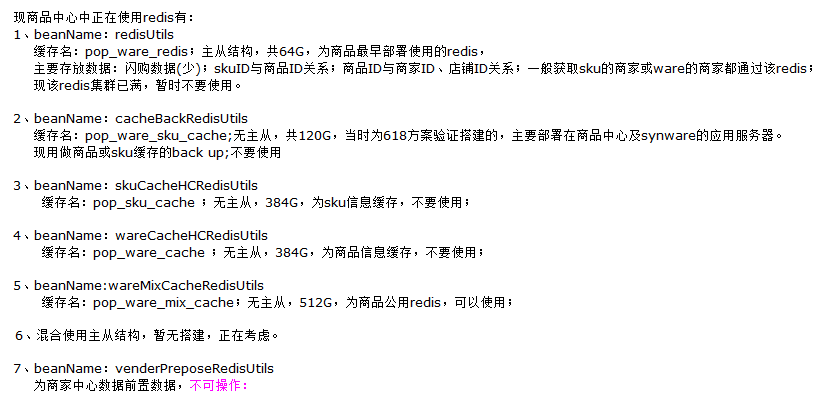 现商品中心中正在使用redis有：
1、beanName：redisUtils
缓存名：pop_ware_redis；主从结构，共64G，为商品最早部署使用的redis，
主要存放数据：闪购数据(少)；skuID与商品ID关系；商品ID与商家ID、店铺ID关系；一般获取sku的商家或ware的商家都通过该redis；
现该redis集群已满，暂时不要使用。
2、beanName：cacheBackRedisUtils
缓存名：pop_ware_sku_cache;无主从，共120G，当时为618方案验证搭建的，主要部署在商品中心及synware的应用服务器。
现用做商品或sku缓存的back up;不要使用
3、beanName：skuCacheHCRedisUtils
缓存名：pop_sku_cache ；无主从，384G，为sku信息缓存，不要使用；
4、beanName：wareCacheHCRedisUtils
缓存名：pop_ware_cache ；无主从，384G，为商品信息缓存，不要使用；
5、beanName:wareMixCacheRedisUtils
缓存名：pop_ware_mix_cache；无主从，512G，为商品公用redis，可以使用；
6、混合使用主从结构，暂无搭建，正在考虑。
7、beanName：venderPreposeRedisUtils
为商家中心数据前置数据，不可操作：